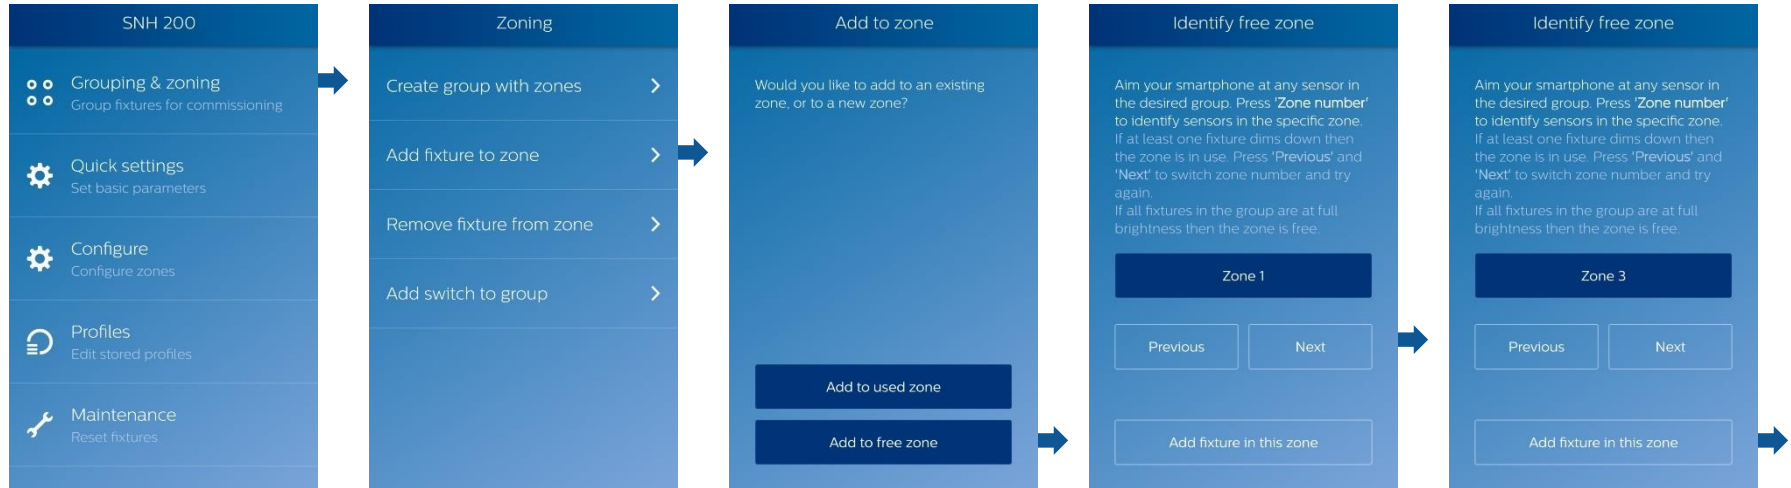 SNH 200
Grouping & zoning
Group fixtures for commissioning
Quick settings
Set basic parameters
Configure
Configure zones
Profiles
Edit stored profiles
Maintenance
Reset fixtures
Zoning
Create group with zones
Add fixture to zone
Remove fixture from zone
Add switch to group
Add to zone
Would you like to add to an existing
zone, or to a new zone?
Add to used zone
Add to free zone
Identify free zone
Aim your smartphone at any sensor in
the desired group. Press 'Zone number'
to identify sensors in the specific zone.
If at least one fixture dims down then
the zone is in use. Press 'Previous' and
'Next' to switch zone number and try
again.
If all fixtures in the group are at full
brightness then the zone is free.
Zone 1
Previous
Next
Add fixture in this zone
Identify free zone
Aim your smartphone at any sensor in
the desired group. Press 'Zone number'
to identify sensors in the specific zone.
If at least one fixture dims down then
the zone is in use. Press 'Previous' and
'Next' to switch zone number and try
again.
If all fixtures in the group are at full
brightness then the zone is free.
Zone 3
Previous
Next
Add fixture in this zone